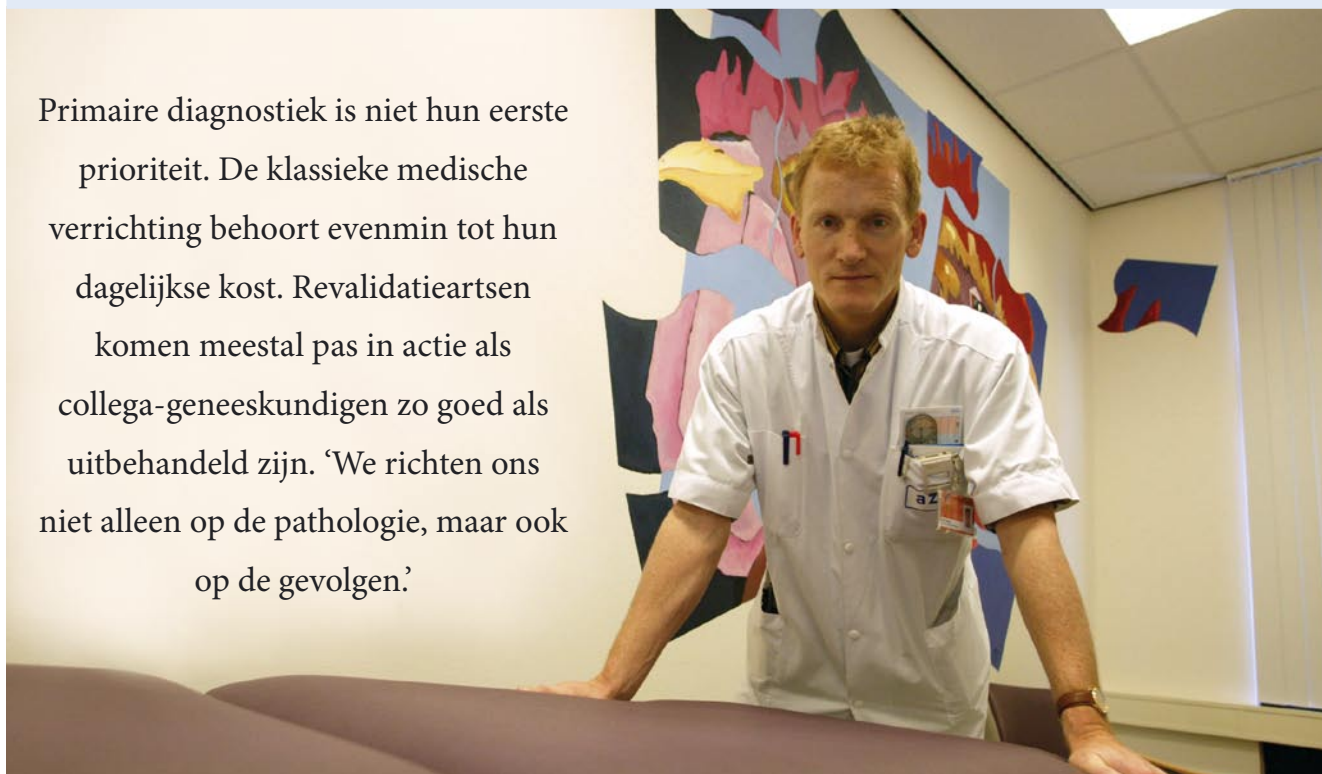 Primaire diagnostiek is niet hun eerste
prioriteit. De klassieke medische
verrichting behoort evenmin tot hun
dagelijkse kost. Revalidatieartsen
komen meestal pas in actie als
collega-geneeskundigen zo goed als
uitbehandeld zijn. ‘We richten ons
niet alleen op de pathologie, maar ook
op de gevolgen.’
az